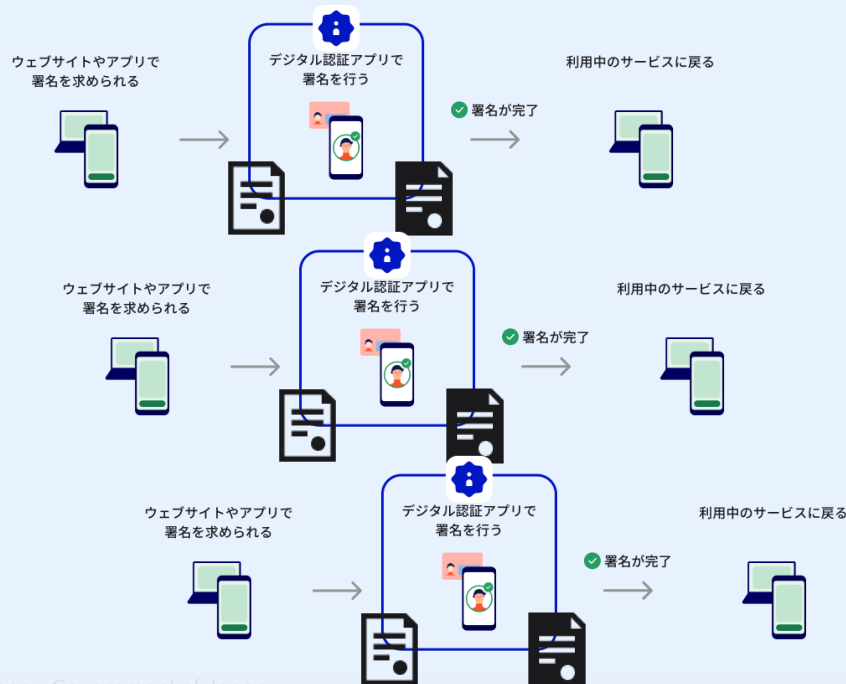 ウェブサイトやアプリで
署名を求められる
デジタル認証アプリで
署名を行う
署名が完了
利用中のサービスに戻る
ウェブサイトやアプリで
署名を求められる
デジタル認証アプリで
署名を行う
署名が完了
利用中のサービスに戻る
ウェブサイトやアプリで
署名を求められる
デジタル認証アプリで
署名を行う
署名が完了
利用中のサービスに戻る